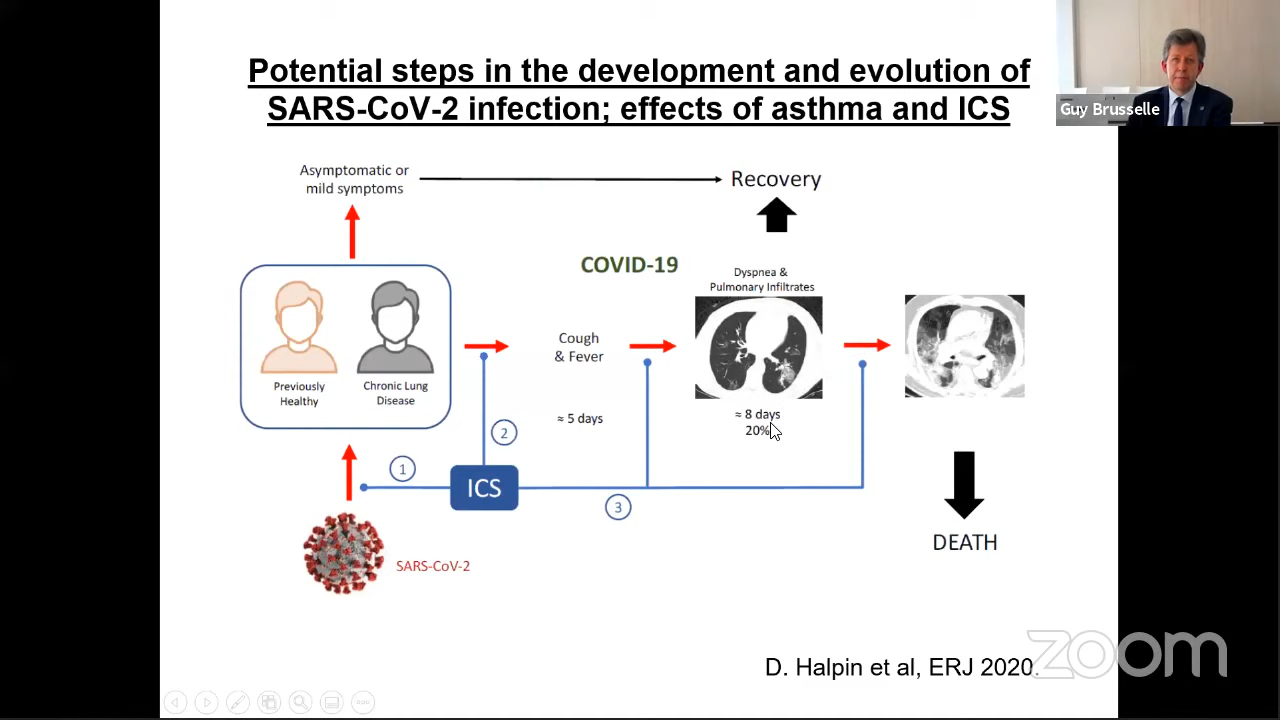 Potential steps in the development and evolution of
SARS-CoV-2 infection; effects of asthma and ICS
Guy Brusselle
Asymptomatic or
mild symptoms
Recovery
COVID-19
Dyspnea &
Pulmonary Infiltrates
Cough
& Fever
Previously
Healthy
Chronic Lung
Disease
≈ 5 days
≈ 8 days
20%
1
2
ICS
3
DEATH
SARS-CoV-2
zoom
D. Halpin et al, ERJ 2020.